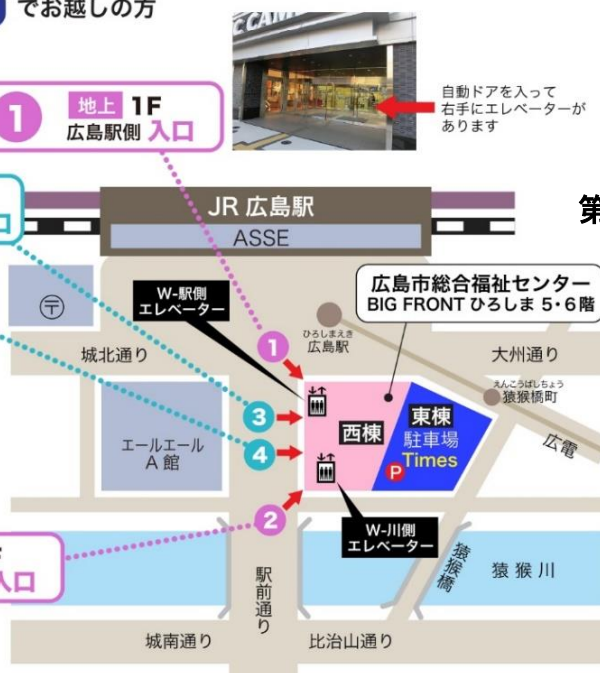 でお越しの方
C CAM
1
地上 1F
広島駅側 入口
自動ドアを入って
右手にエレベーターが
あります
口
JR 広島駅
ASSE
第
広島市総合福祉センター
BIG FRONT ひろしま 5・6階
W-駅側
エレベーター
〒
ひろしまえき
広島駅
城北通り
1
大州通り
えんこうばしちょう
猿猴橋町
3
西棟
東棟
駐車場
Times
P
広電
エールエール
A 館
4
2
W-川側
エレベーター
入口
駅前通り
猿猴橋
猿猴川
城南通り
比治山通り